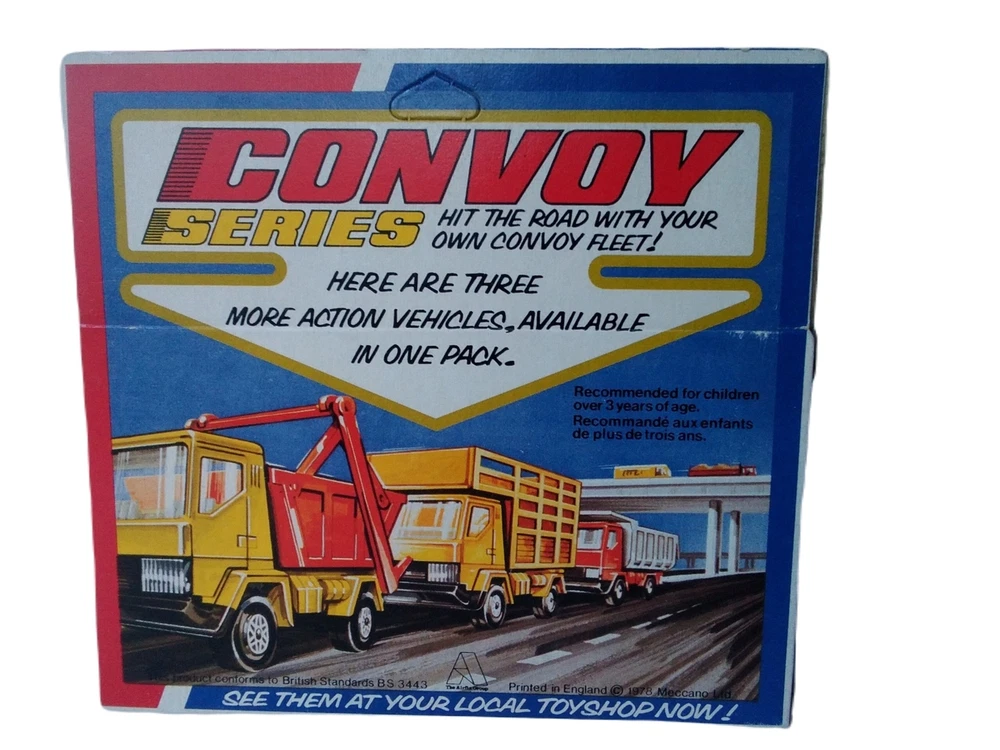 CONVOY
SERIES
HIT THE ROAD WITH YOUR
OWN CONVOY FLEET!
HERE ARE THREE
MORE ACTION VEHICLES, AVAILABLE
IN ONE PACK.
Recommended for children
over 3 years of age.
Recommandé aux enfants
de plus de trois ans.
This product conforms to British Standards B.S. 3443
Printed in England © 1978 Meccano Ltd.
SEE THEM AT YOUR LOCAL TOYSHOP NOW!